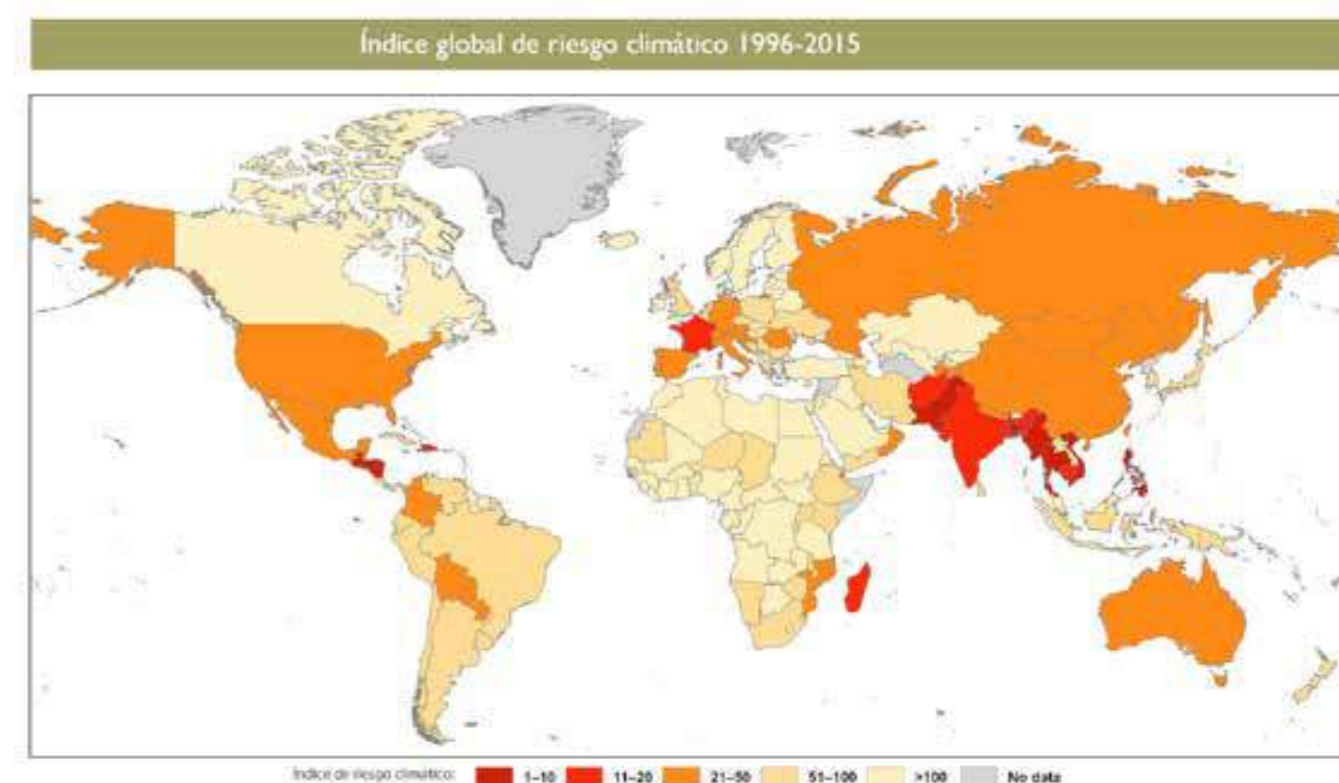 Índice global de riesgo climático 1996-2015
Índice de riesgo climático: 1–10 11–20 21–50 51–100 >100 No data